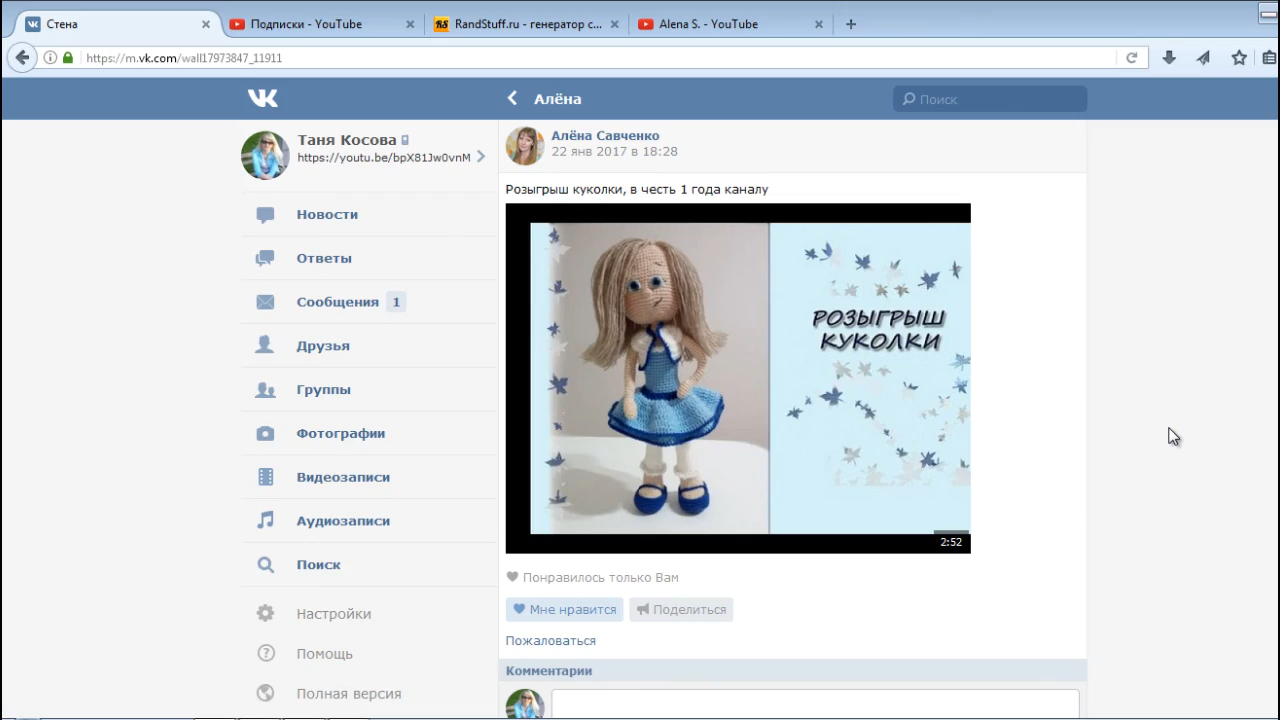 Стена
Подписки - YouTube
RandStuff.ru - генератор с...
Alena S. - YouTube
https://m.vk.com/wall17973847_11911
Алёна
Поиск
Таня Косова
https://youtu.be/bpX81Jw0vnM
Новости
Ответы
Сообщения 1
Друзья
Группы
Фотографии
Видеозаписи
Аудиозаписи
Поиск
Настройки
Помощь
Полная версия
Алёна Савченко
22 янв 2017 в 18:28
Розыгрыш куколки, в честь 1 года каналу
РОЗЫГРЫШ
КУКОЛКИ
2:52
Понравилось только Вам
Мне нравится
Поделиться
Пожаловаться
Комментарии